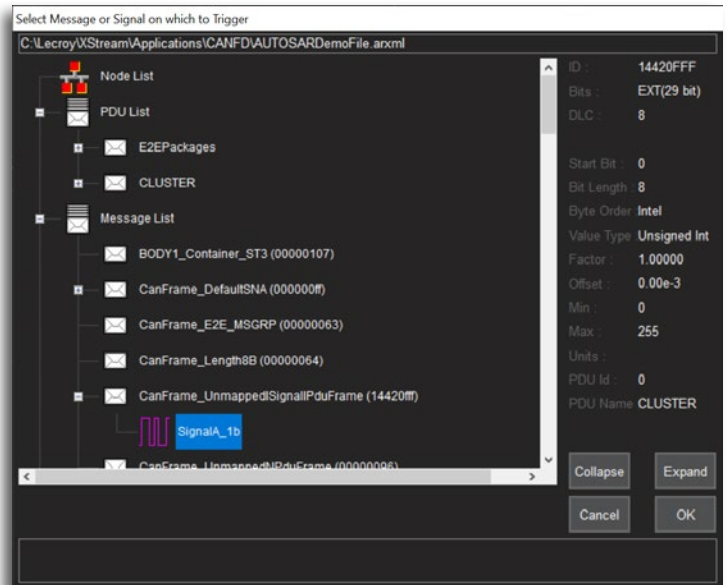 Select Message or Signal on which to Trigger
C:\Lecroy\XStream\Applications\CANFD\AUTOSARDemoFile.arxml
Node List
PDU List
E2EPackages
CLUSTER
Message List
BODY1_Container_ST3 (00000107)
CanFrame_DefaultSNA (000000ff)
CanFrame_E2E_MSGRP (00000063)
CanFrame_Length8B (00000064)
CanFrame_UnmappedISignalIPduFrame (14420fff)
SignalA_1b
CanFrame_UnmappedNPduFrame (00000096)
ID : 14420FFF
Bits : EXT(29 bit)
DLC : 8
Start Bit : 0
Bit Length : 8
Byte Order Intel
Value Type Unsigned Int
Factor : 1.00000
Offset : 0.00e-3
Min : 0
Max : 255
Units :
PDU Id : 0
PDU Name CLUSTER
Collapse Expand
Cancel OK